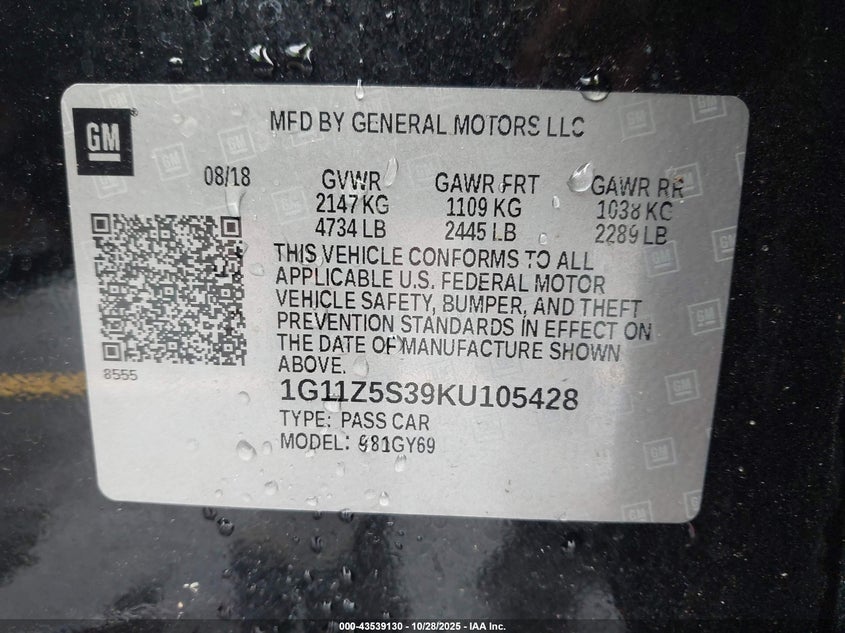 GM
MFD BY GENERAL MOTORS LLC
08/18 GVWR GAWR FRT GAWR RR
2147 KG 1109 KG 1038 KG
4734 LB 2445 LB 2289 LB
THIS VEHICLE CONFORMS TO ALL
APPLICABLE U.S. FEDERAL MOTOR
VEHICLE SAFETY, BUMPER, AND THEFT
PREVENTION STANDARDS IN EFFECT ON
THE DATE OF MANUFACTURE SHOWN
ABOVE.
8555
1G11Z5S39KU105428
TYPE: PASS CAR
MODEL:
000-43539130 - 10/28/2025 - IAA Inc.